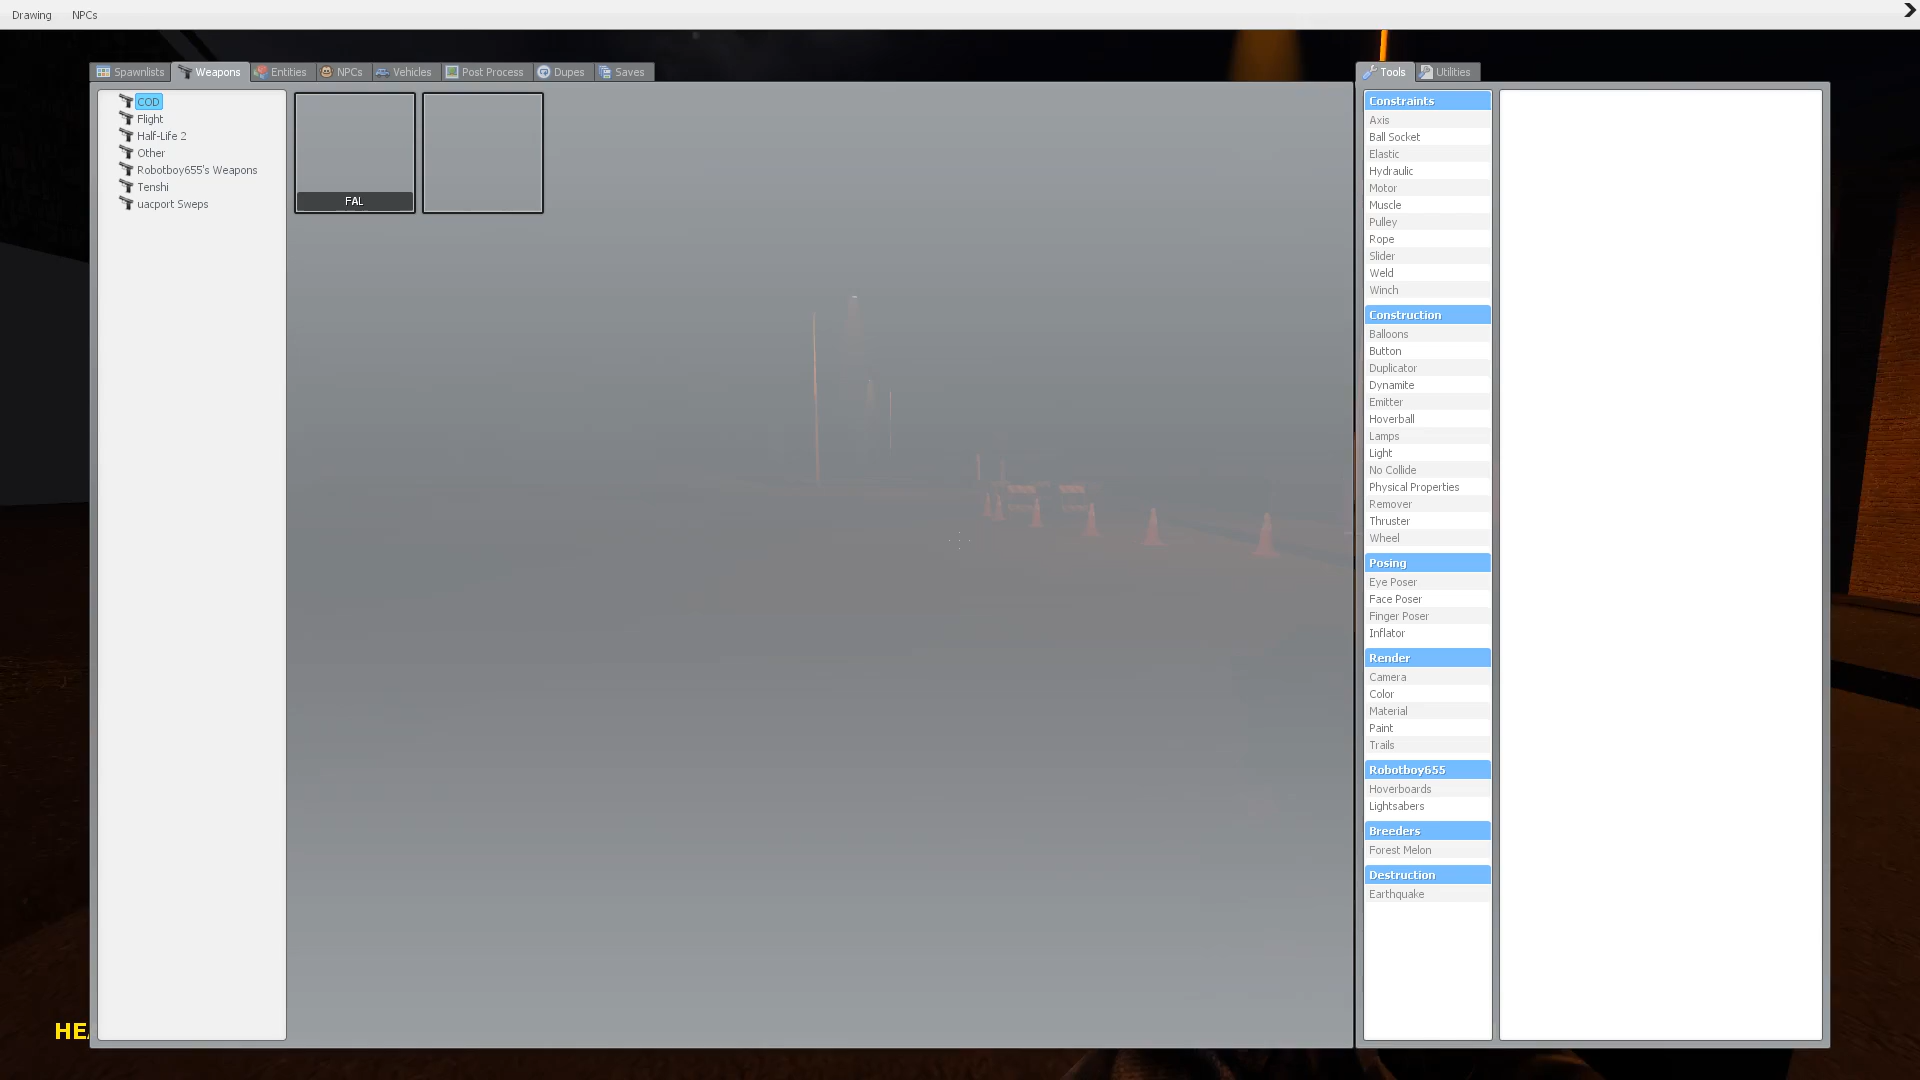 Drawing NPCs
Spawnlists Weapons Entities NPCs Vehicles Post Process Dupes Saves
COD
Flight
Half-Life 2
Other
Robotboy655's Weapons
Tenshi
uacport Sweps
FAL
Tools Utilities
Constraints
Axis
Ball Socket
Elastic
Hydraulic
Motor
Muscle
Pulley
Rope
Slider
Weld
Winch
Construction
Balloons
Button
Duplicator
Dynamite
Emitter
Hoverball
Lamps
Light
No Collide
Physical Properties
Remover
Thruster
Wheel
Posing
Eye Poser
Face Poser
Finger Poser
Inflator
Render
Camera
Color
Material
Paint
Trails
Robotboy655
Hoverboards
Lightsabers
Breeders
Forest Melon
Destruction
Earthquake